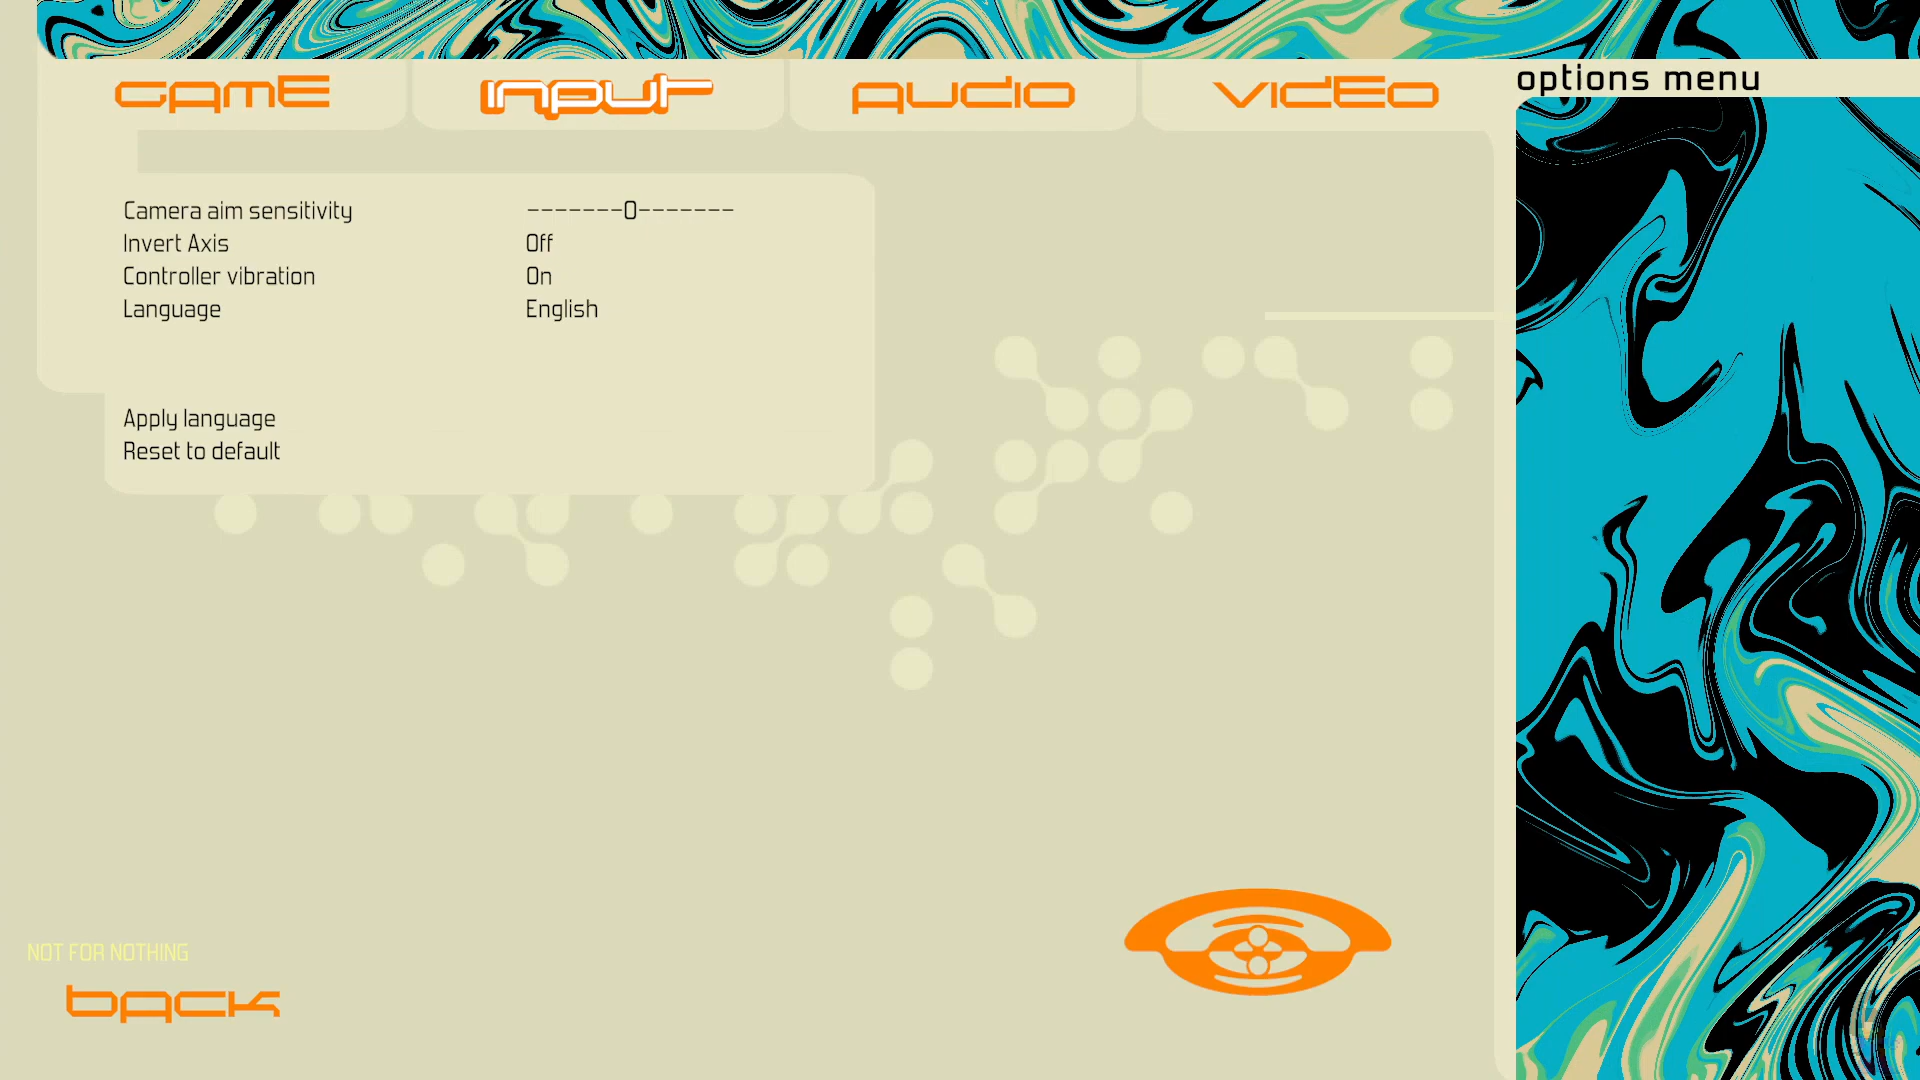 GAME INPUT AUDIO VIDEO
options menu
Camera aim sensitivity -------0-------
Invert Axis Off
Controller vibration On
Language English
Apply language
Reset to default
NOT FOR NOTHING
BACK